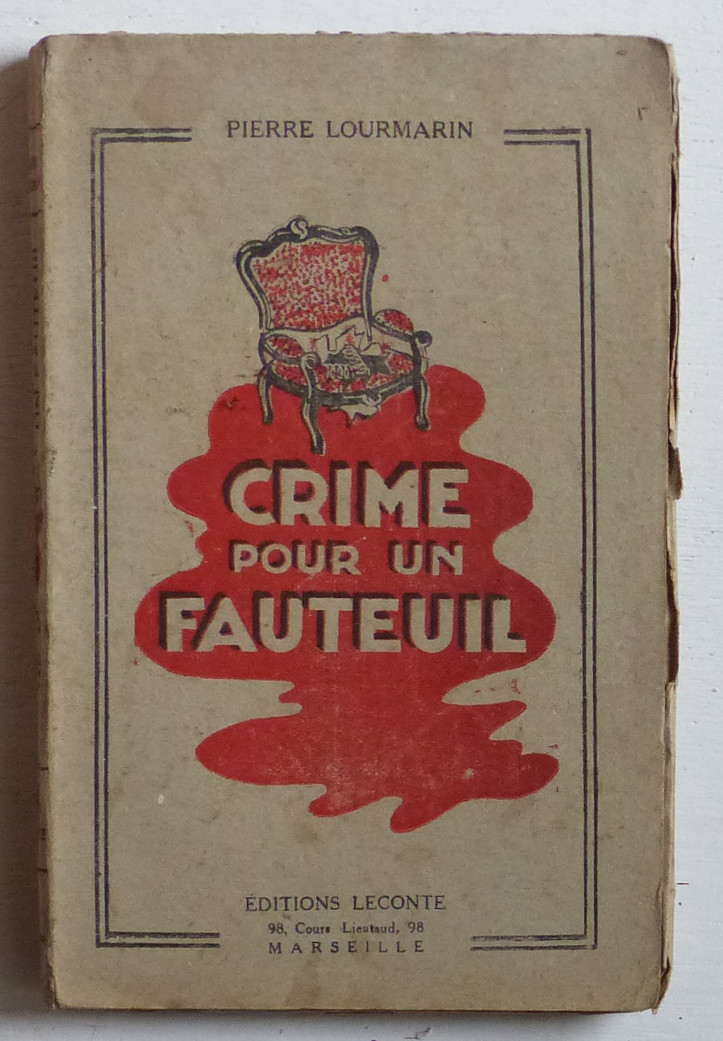 PIERRE LOURMARIN
CRIME
POUR UN
FAUTEUIL
ÉDITIONS LECONTE
98, Cours Lieutaud, 98
MARSEILLE